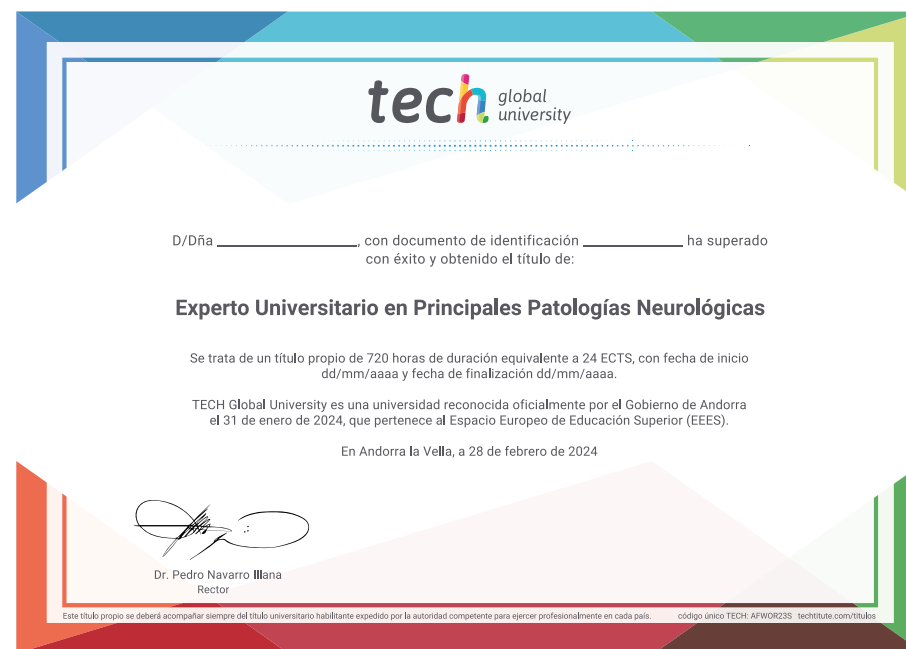 tech global
university
D/Dña ____________________, con documento de identificación ______________ ha superado
con éxito y obtenido el título de:
Experto Universitario en Principales Patologías Neurológicas
Se trata de un título propio de 720 horas de duración equivalente a 24 ECTS, con fecha de inicio
dd/mm/aaaa y fecha de finalización dd/mm/aaaa.
TECH Global University es una universidad reconocida oficialmente por el Gobierno de Andorra
el 31 de enero de 2024, que pertenece al Espacio Europeo de Educación Superior (EEES).
En Andorra la Vella, a 28 de febrero de 2024
Dr. Pedro Navarro Illana
Rector
Este título propio se deberá acompañar siempre del título universitario habilitante expedido por la autoridad competente para ejercer profesionalmente en cada país. código único TECH: AFWOR23S techtitute.com/titulos